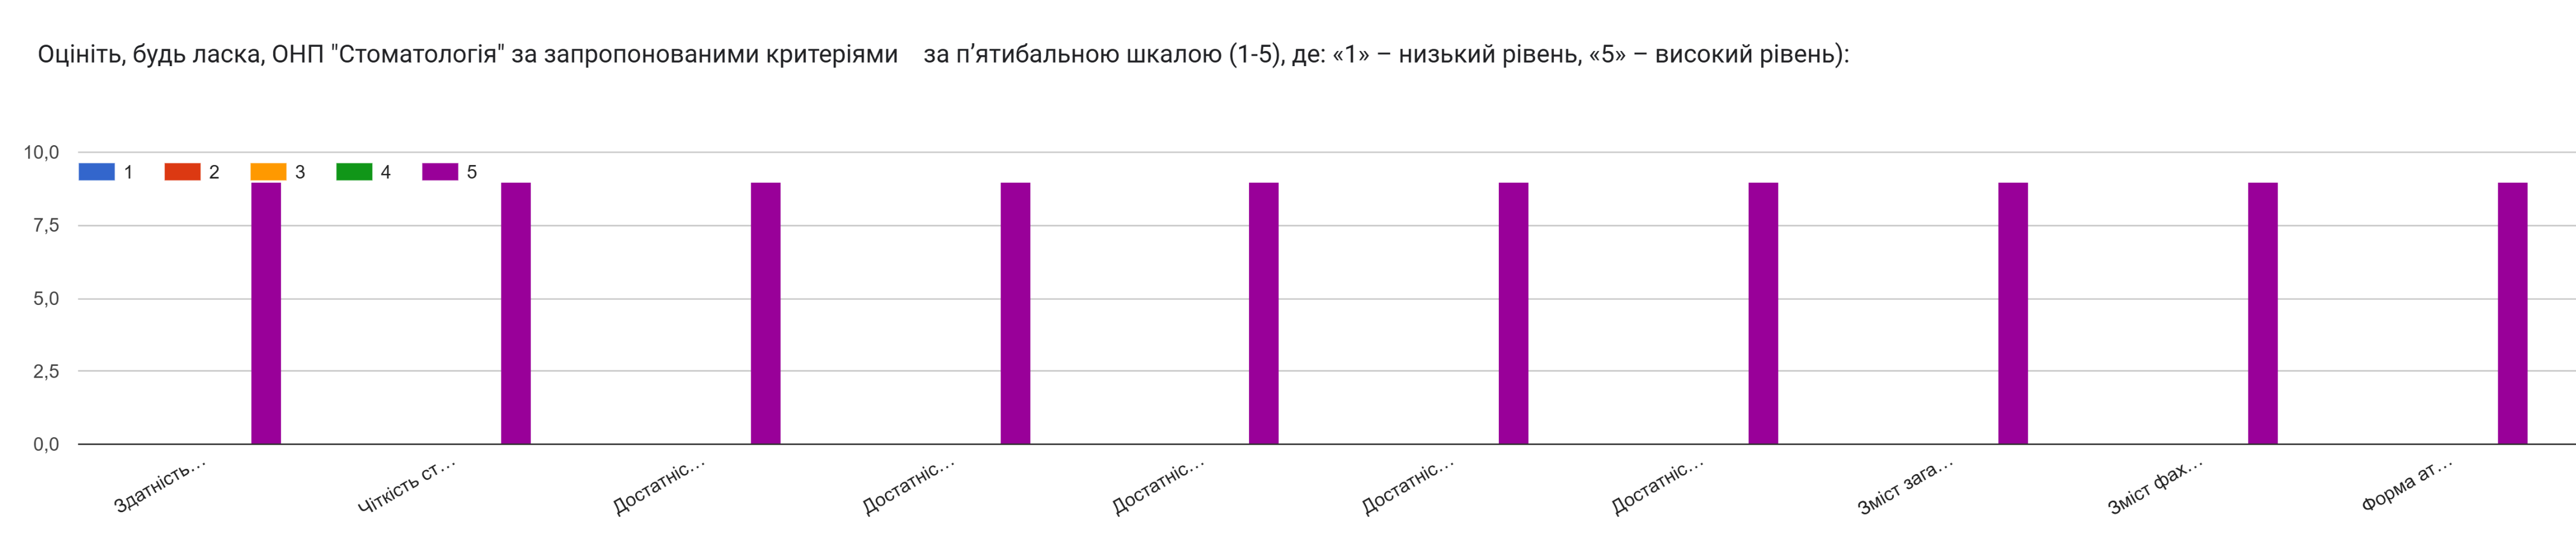 Оцініть, будь ласка, ОНП "Стоматологія" за запропонованими критеріями за п’ятибальною шкалою (1-5), де: «1» – низький рівень, «5» – високий рівень):
10,0
1 2 3 4 5
7,5
5,0
2,5
0,0
Здатність…
Чіткість ст…
Достатніс…
Достатніс…
Достатніс…
Достатніс…
Достатніс…
Зміст зага…
Зміст фах…
Форма ат…